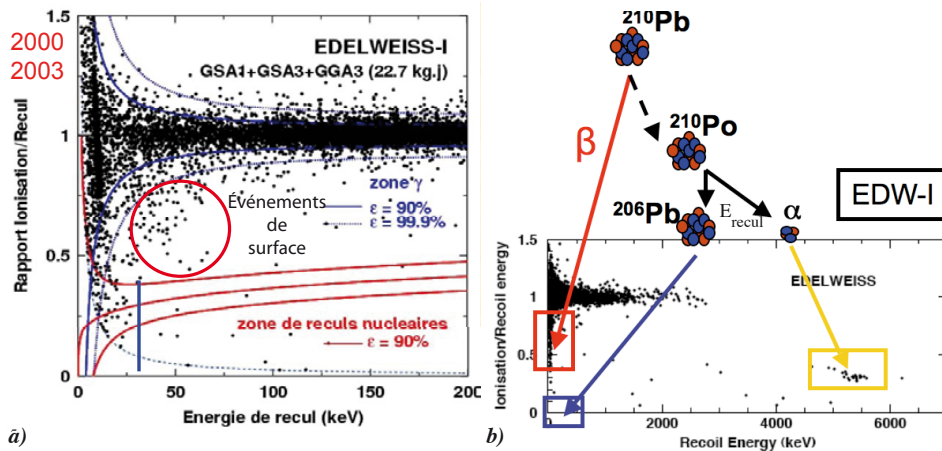 2000
2003
EDELWEISS-I
GSA1+GSA3+GGA3 (22.7 kg.j)
Rapport Ionisation/Recul
1.5
1
0.5
0
zone γ
ε = 90%
ε = 99.9%
Événements
de
surface
zone de reculs nucleaires
ε = 90%
0 50 100 150 200
Energie de recul (keV)
a)
210Pb
β
210Po
206Pb
Erecul
α
EDW-I
EDELWEISS
Ionisation/Recoil energy
1.5
1
0.5
0
0 2000 4000 6000
Recoil Energy (keV)
b)